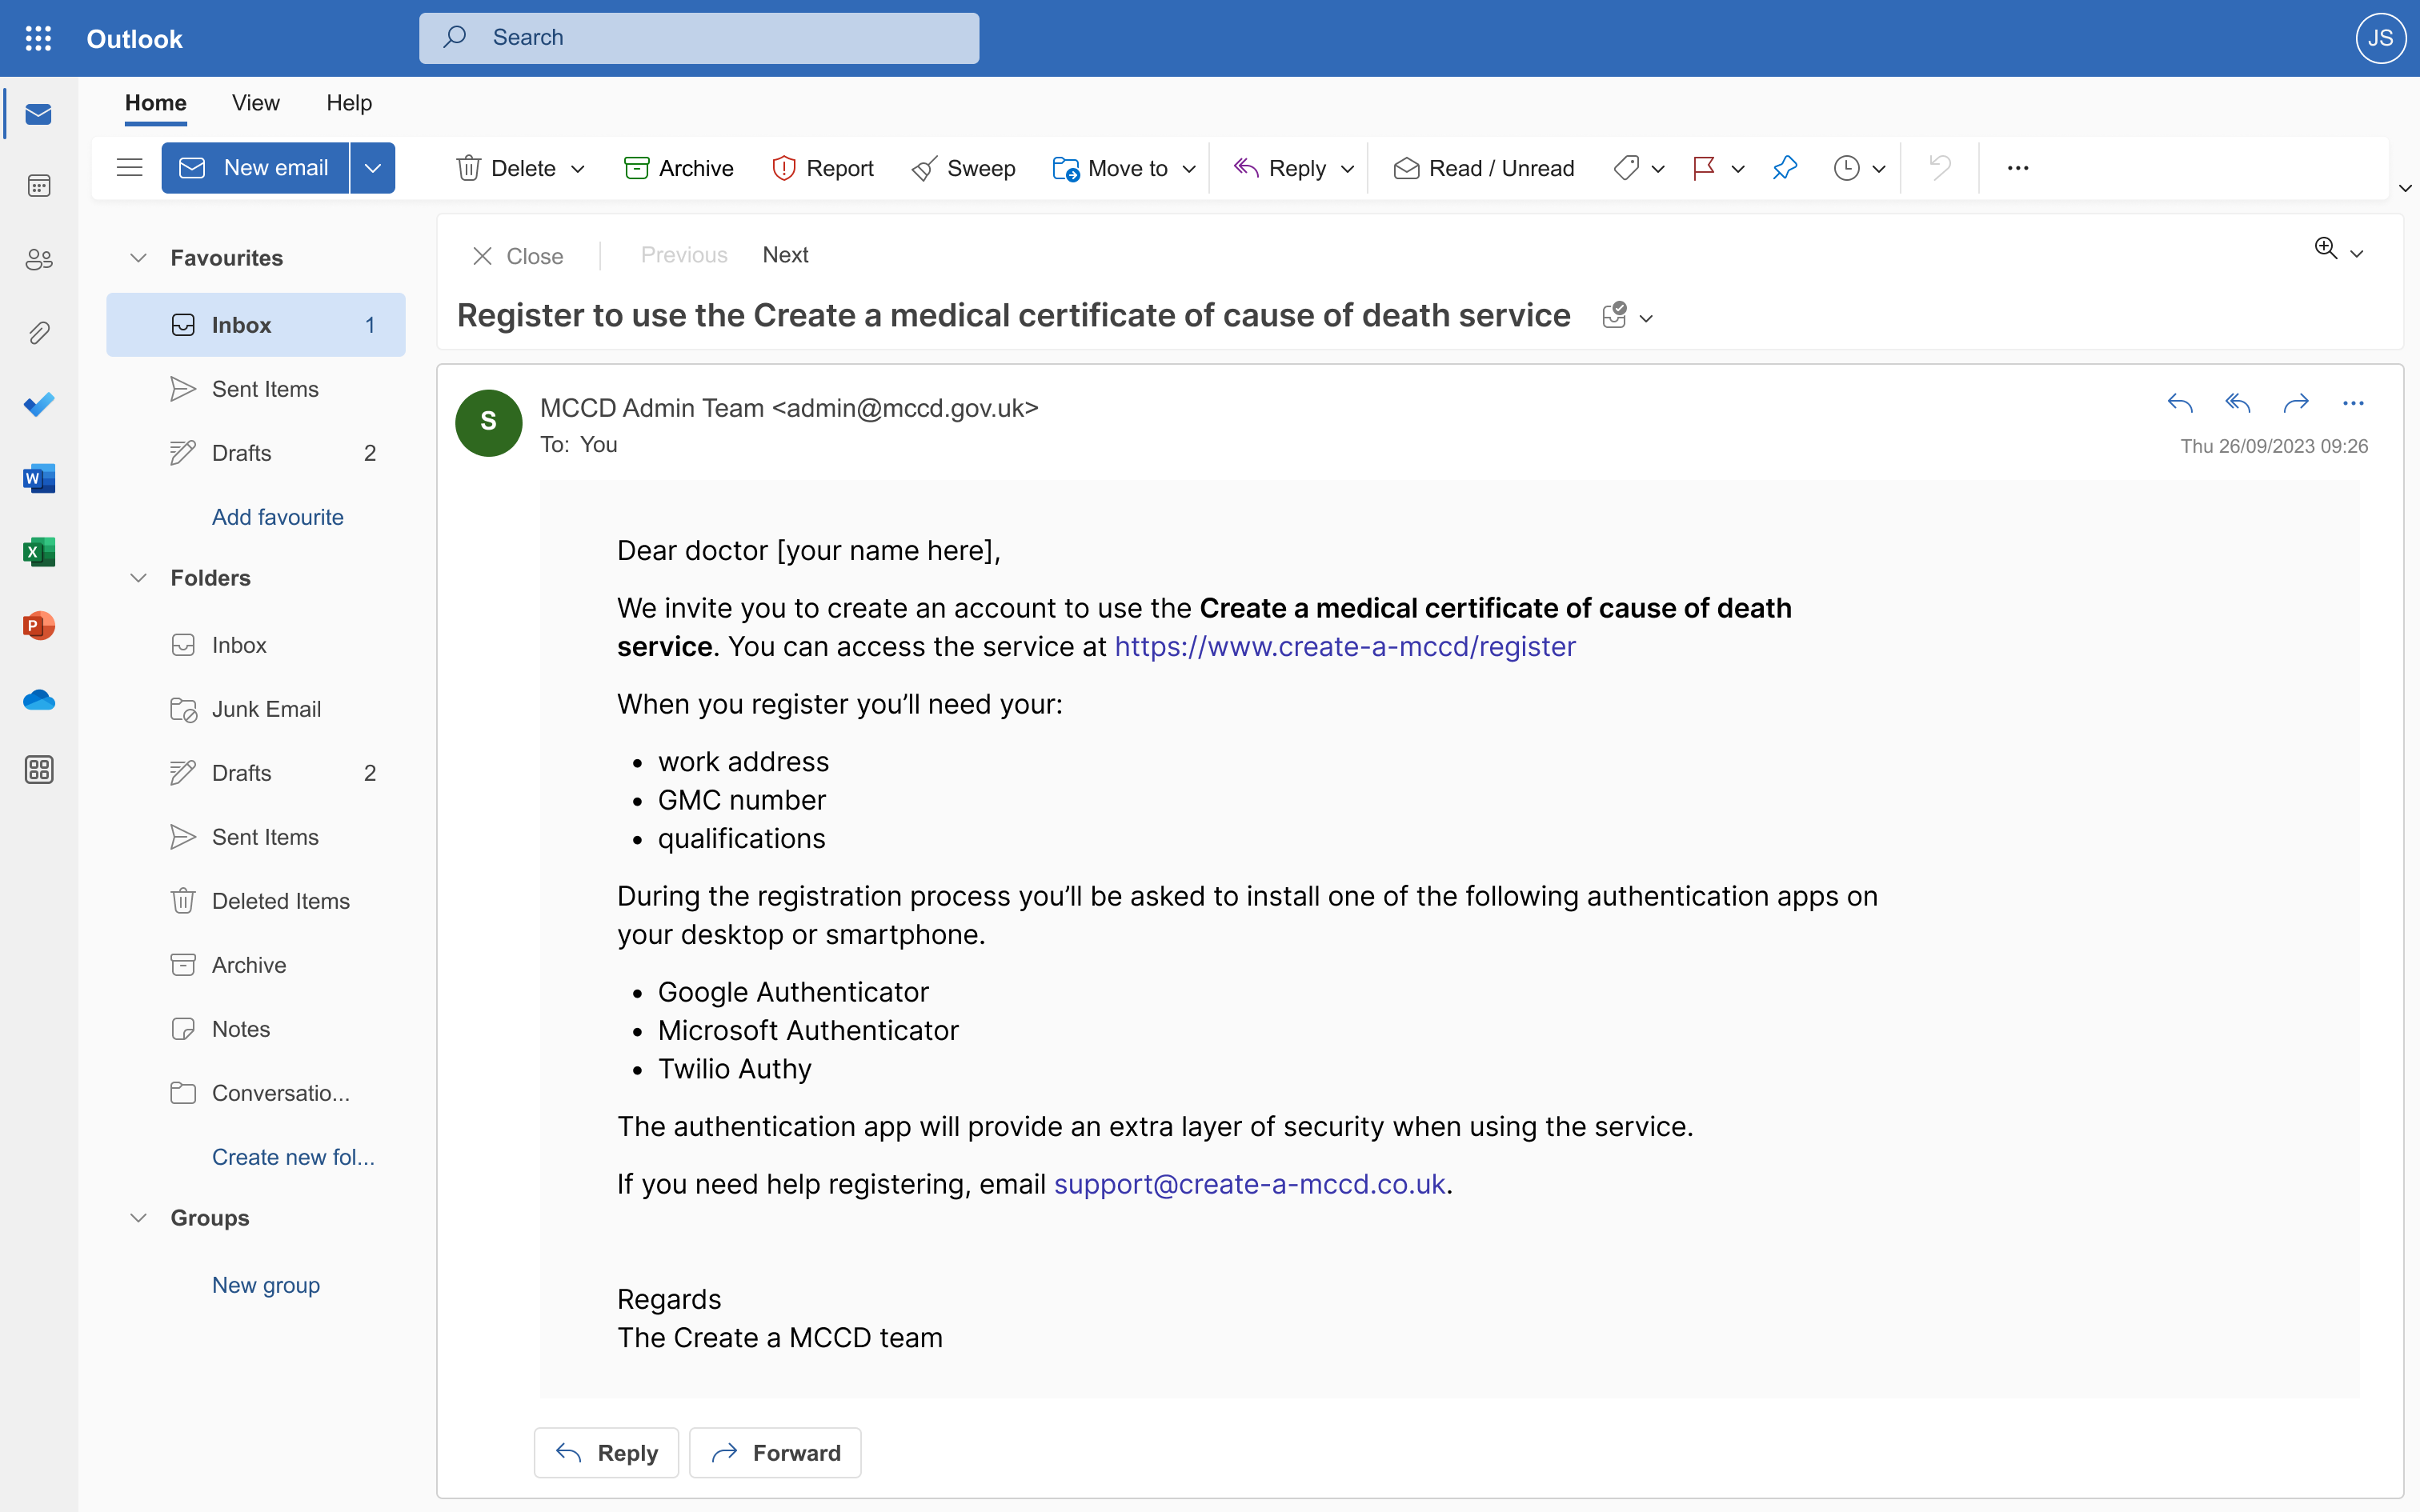 Outlook
Search
JS
Home View Help
New email Delete Archive Report Sweep Move to Reply Read / Unread
Favourites
Inbox 1
Sent Items
Drafts 2
Add favourite
Folders
Inbox
Junk Email
Drafts 2
Sent Items
Deleted Items
Archive
Notes
Conversatio...
Create new fol...
Groups
New group
W
X
P
Close Previous Next
Register to use the Create a medical certificate of cause of death service
S
MCCD Admin Team <admin@mccd.gov.uk>
To: You
Thu 26/09/2023 09:26
Dear doctor [your name here],
We invite you to create an account to use the Create a medical certificate of cause of death
service. You can access the service at https://www.create-a-mccd/register
When you register you’ll need your:
• work address
• GMC number
• qualifications
During the registration process you’ll be asked to install one of the following authentication apps on
your desktop or smartphone.
• Google Authenticator
• Microsoft Authenticator
• Twilio Authy
The authentication app will provide an extra layer of security when using the service.
If you need help registering, email support@create-a-mccd.co.uk.
Regards
The Create a MCCD team
Reply Forward